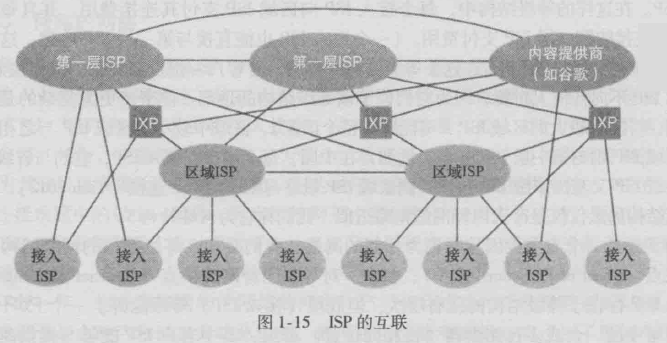 第一层ISP
第一层ISP
内容提供商
（如谷歌）
IXP
IXP
IXP
区域ISP
区域ISP
接入
ISP
接入
ISP
接入
ISP
接入
ISP
接入
ISP
接入
ISP
接入
ISP
接入
ISP
图 1-15 ISP 的互联